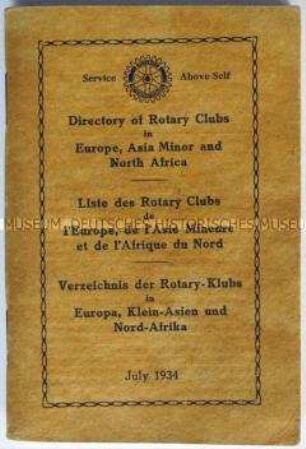 Service Above Self
Directory of Rotary Clubs
in
Europe, Asia Minor and
North Africa
Liste des Rotary Clubs
de
MUSEUM DEUTSCHES HISTORISCHES MUSEUM
l'Europe, de l'Asie Mineure
et de l'Afrique du Nord
Verzeichnis der Rotary-Klubs
in
Europa, Klein-Asien und
Nord-Afrika
July 1934